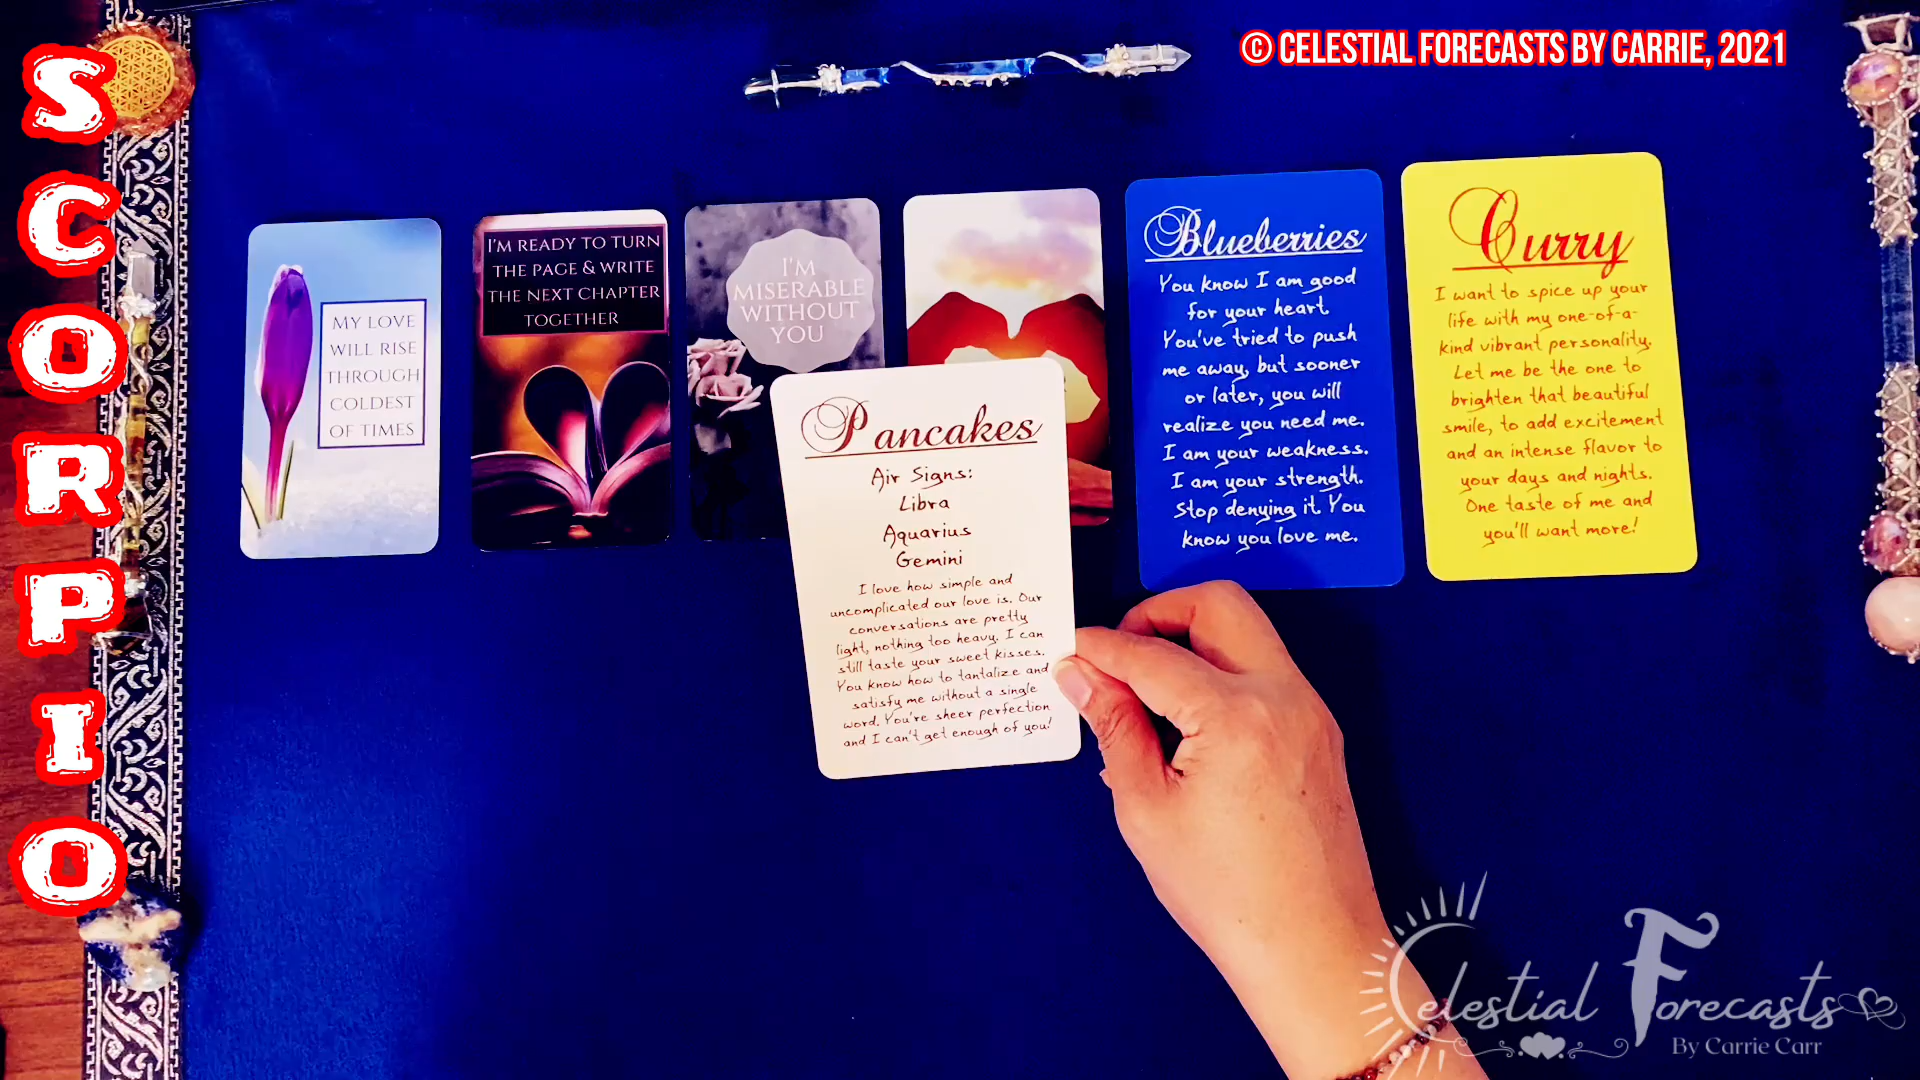 © CELESTIAL FORECASTS BY CARRIE, 2021
SCORPIO
MY LOVE
WILL RISE
THROUGH
COLDEST
OF TIMES
I'M READY TO TURN
THE PAGE & WRITE
THE NEXT CHAPTER
TOGETHER
I'M
MISERABLE
WITHOUT
YOU
Pancakes
Air Signs:
Libra
Aquarius
Gemini
I love how simple and
uncomplicated our love is. Our
conversations are pretty
light, nothing too heavy. I can
still taste your sweet kisses.
You know how to tantalize and
satisfy me without a single
word. You're sheer perfection
and I can't get enough of you!
Blueberries
You know I am good
for your heart.
You've tried to push
me away, but sooner
or later, you will
realize you need me.
I am your weakness.
I am your strength.
Stop denying it. You
know you love me.
Curry
I want to spice up your
life with my one-of-a-
kind vibrant personality.
Let me be the one to
brighten that beautiful
smile, to add excitement
and an intense flavor to
your days and nights.
One taste of me and
you'll want more!
Celestial Forecasts
By Carrie Carr